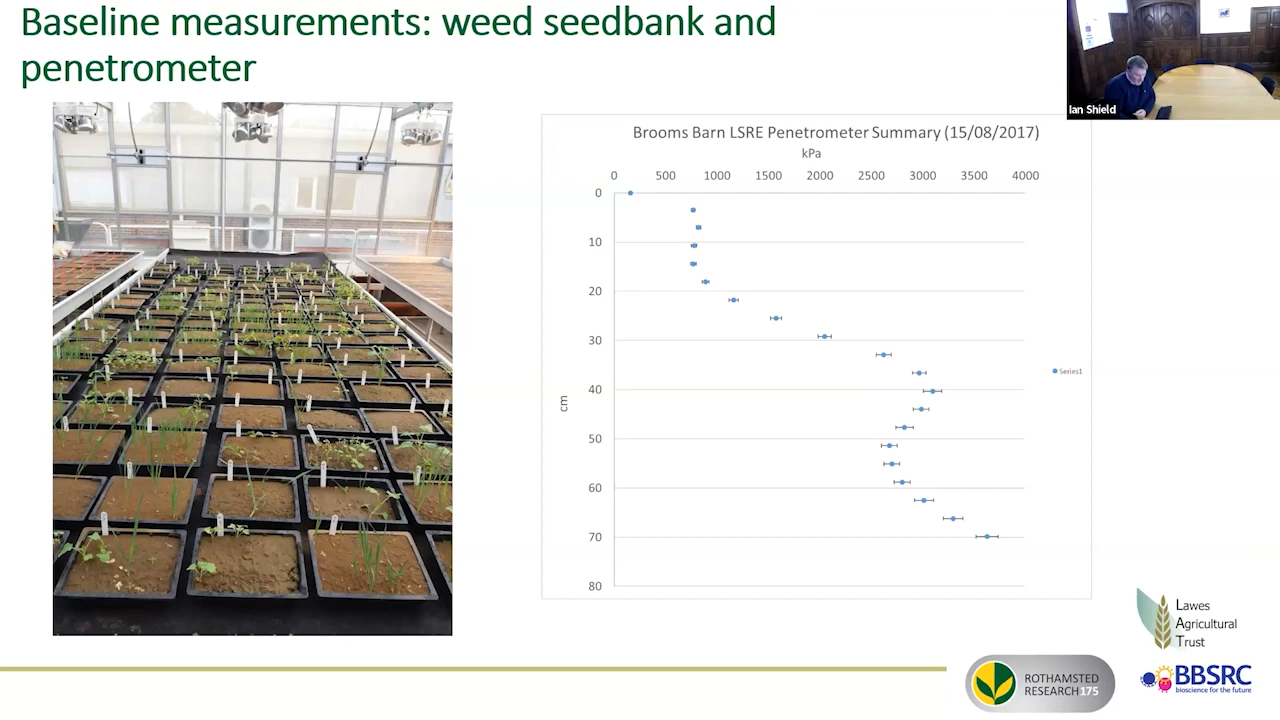 Baseline measurements: weed seedbank and
penetrometer
Ian Shield
Brooms Barn LSRE Penetrometer Summary (15/08/2017)
kPa
0 500 1000 1500 2000 2500 3000 3500 4000
0
10
20
30
40
50
60
70
80
cm
Series1
Lawes
Agricultural
Trust
ROTHAMSTED
RESEARCH 175
BBSRC
bioscience for the future